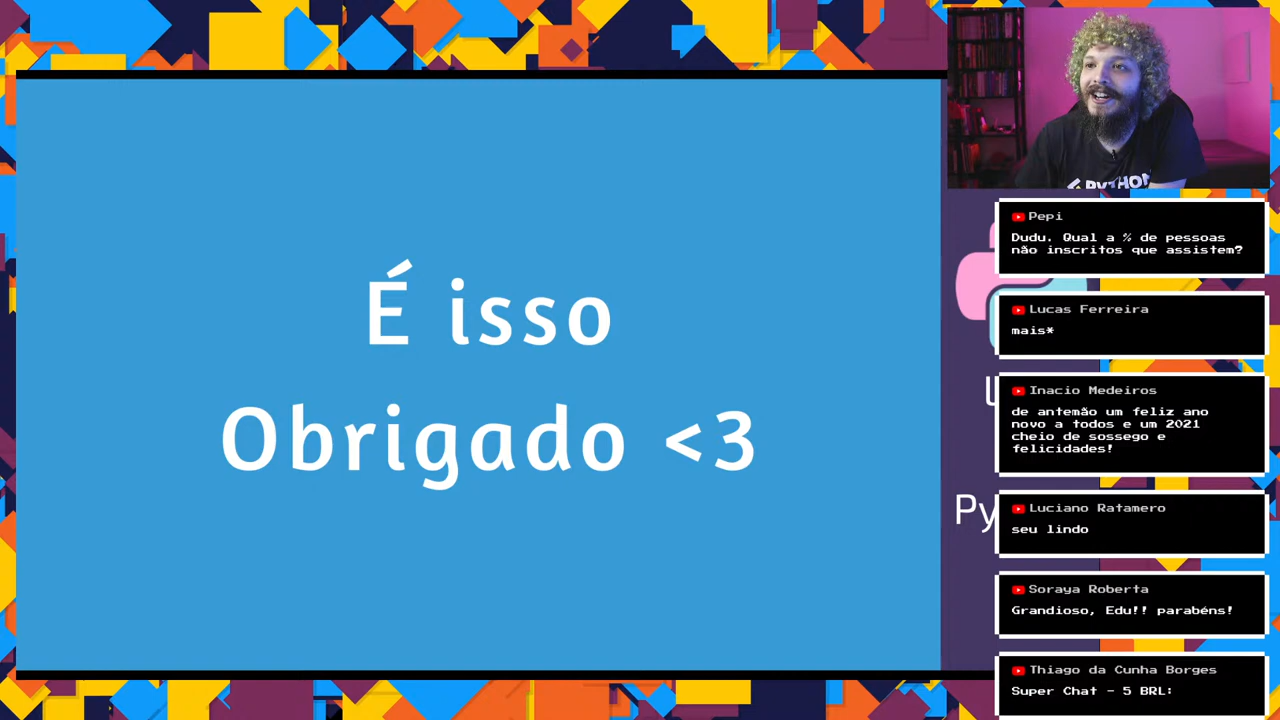 É isso
Obrigado <3
PYTHON
Pepi
Dudu. Qual a % de pessoas
não inscritos que assistem?
Lucas Ferreira
mais*
Inacio Medeiros
de antemão um feliz ano
novo a todos e um 2021
cheio de sossego e
felicidades!
Py
Luciano Ratamero
seu lindo
Soraya Roberta
Grandioso, Edu!! parabéns!
Thiago da Cunha Borges
Super Chat - 5 BRL: